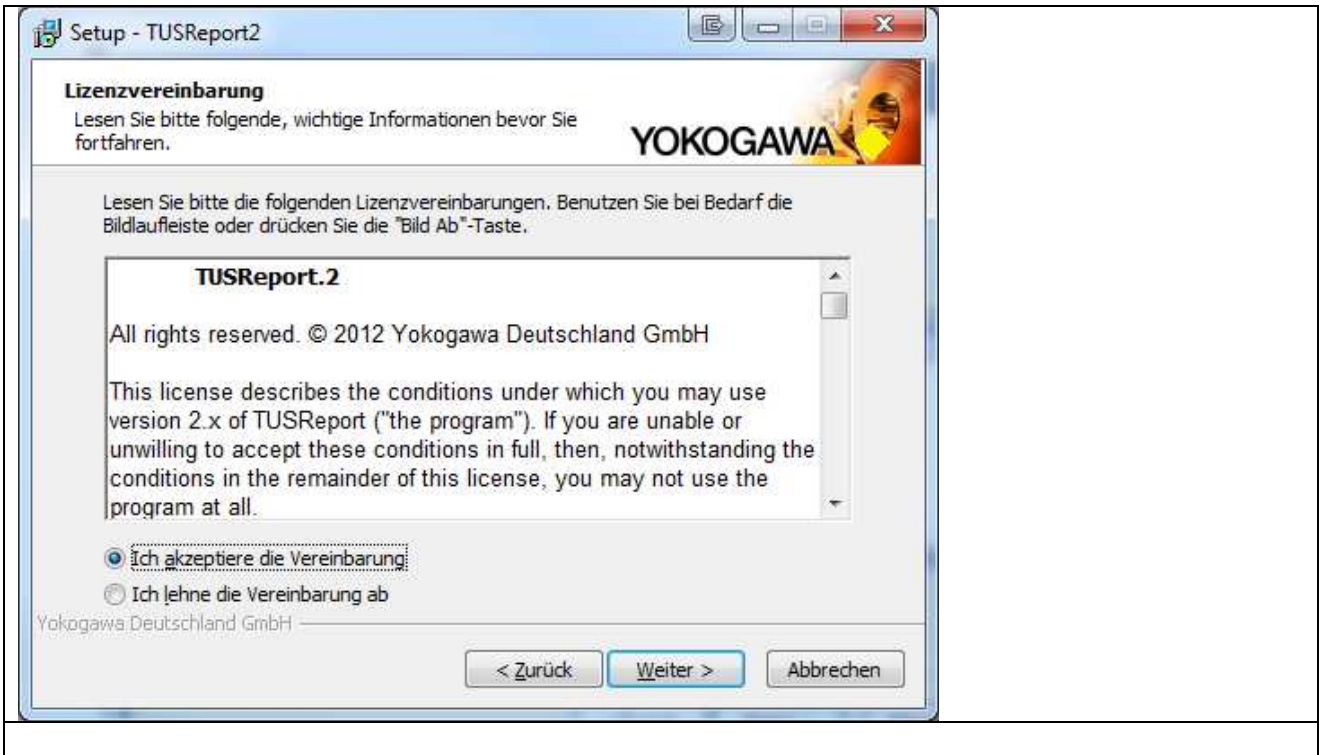 Setup - TUSReport2
Lizenzvereinbarung
Lesen Sie bitte folgende, wichtige Informationen bevor Sie
fortfahren.
YOKOGAWA
Lesen Sie bitte die folgenden Lizenzvereinbarungen. Benutzen Sie bei Bedarf die
Bildlaufleiste oder drücken Sie die "Bild Ab"-Taste.
TUSReport.2
All rights reserved. © 2012 Yokogawa Deutschland GmbH
This license describes the conditions under which you may use
version 2.x of TUSReport ("the program"). If you are unable or
unwilling to accept these conditions in full, then, notwithstanding the
conditions in the remainder of this license, you may not use the
program at all.
Ich akzeptiere die Vereinbarung
Ich lehne die Vereinbarung ab
Yokogawa Deutschland GmbH
< Zurück Weiter > Abbrechen